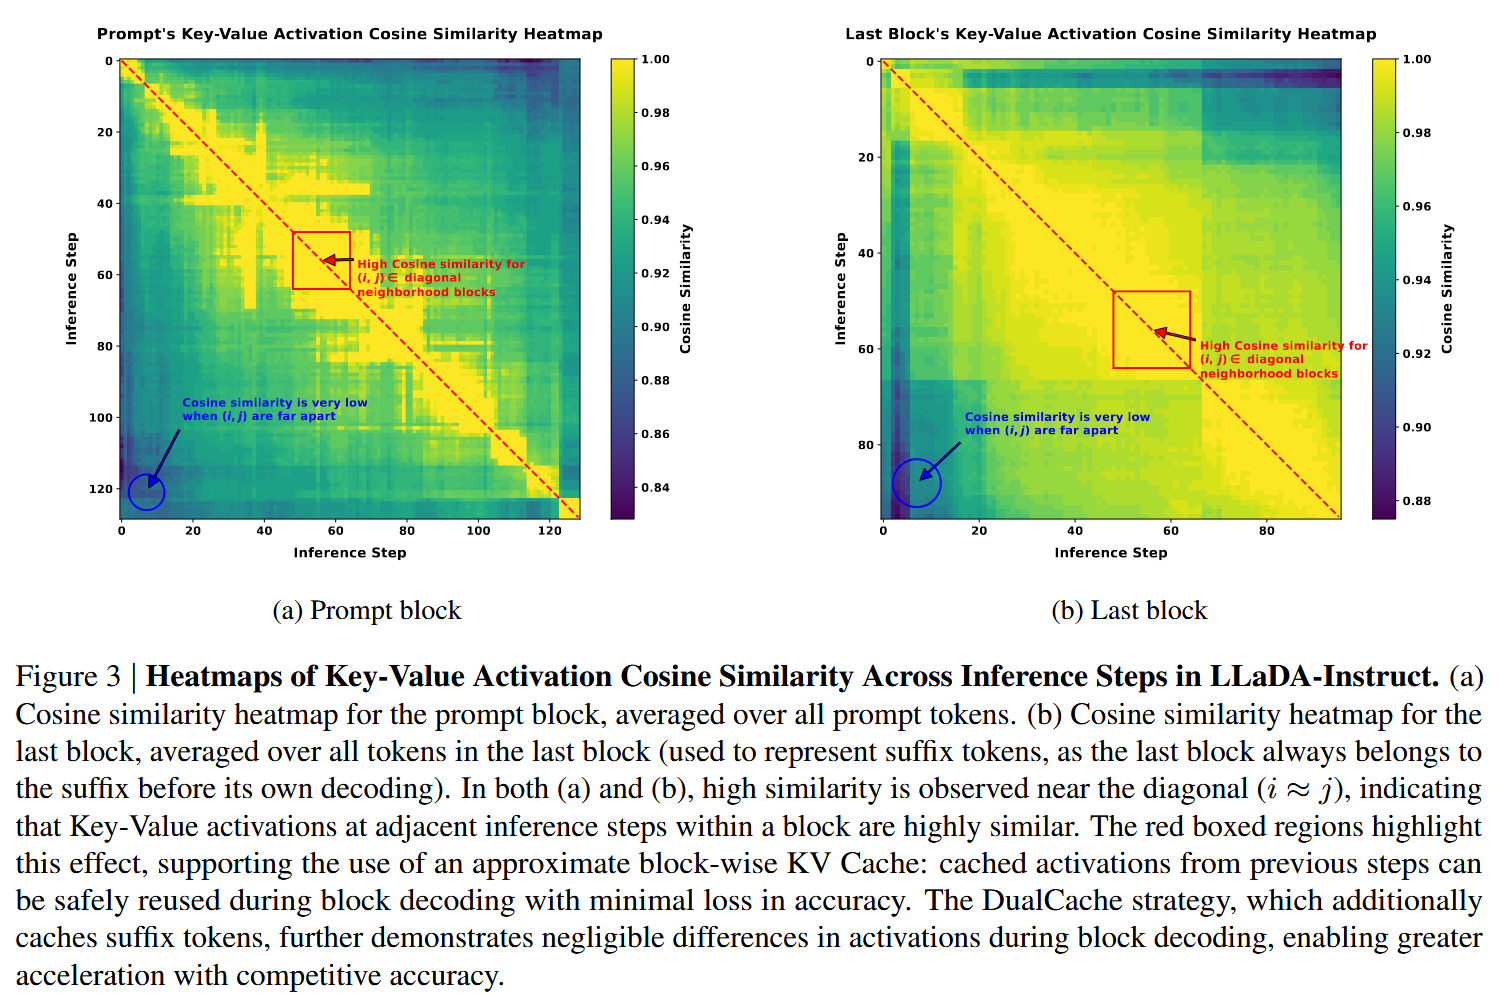 Prompt's Key-Value Activation Cosine Similarity Heatmap
0
20
40
60
80
100
120
Inference Step
0 20 40 60 80 100 120
Inference Step
High Cosine similarity for
(i, j) ∈ diagonal
neighborhood blocks
Cosine similarity is very low
when (i, j) are far apart
1.00
0.98
0.96
0.94
0.92
0.90
0.88
0.86
0.84
Cosine Similarity
(a) Prompt block
Last Block's Key-Value Activation Cosine Similarity Heatmap
0
20
40
60
80
Inference Step
0 20 40 60 80
Inference Step
High Cosine similarity for
(i, j) ∈ diagonal
neighborhood blocks
Cosine similarity is very low
when (i, j) are far apart
1.00
0.98
0.96
0.94
0.92
0.90
0.88
Cosine Similarity
(b) Last block
Figure 3 | Heatmaps of Key-Value Activation Cosine Similarity Across Inference Steps in LLaDA-Instruct. (a)
Cosine similarity heatmap for the prompt block, averaged over all prompt tokens. (b) Cosine similarity heatmap for the
last block, averaged over all tokens in the last block (used to represent suffix tokens, as the last block always belongs to
the suffix before its own decoding). In both (a) and (b), high similarity is observed near the diagonal (i ≈ j), indicating
that Key-Value activations at adjacent inference steps within a block are highly similar. The red boxed regions highlight
this effect, supporting the use of an approximate block-wise KV Cache: cached activations from previous steps can
be safely reused during block decoding with minimal loss in accuracy. The DualCache strategy, which additionally
caches suffix tokens, further demonstrates negligible differences in activations during block decoding, enabling greater
acceleration with competitive accuracy.